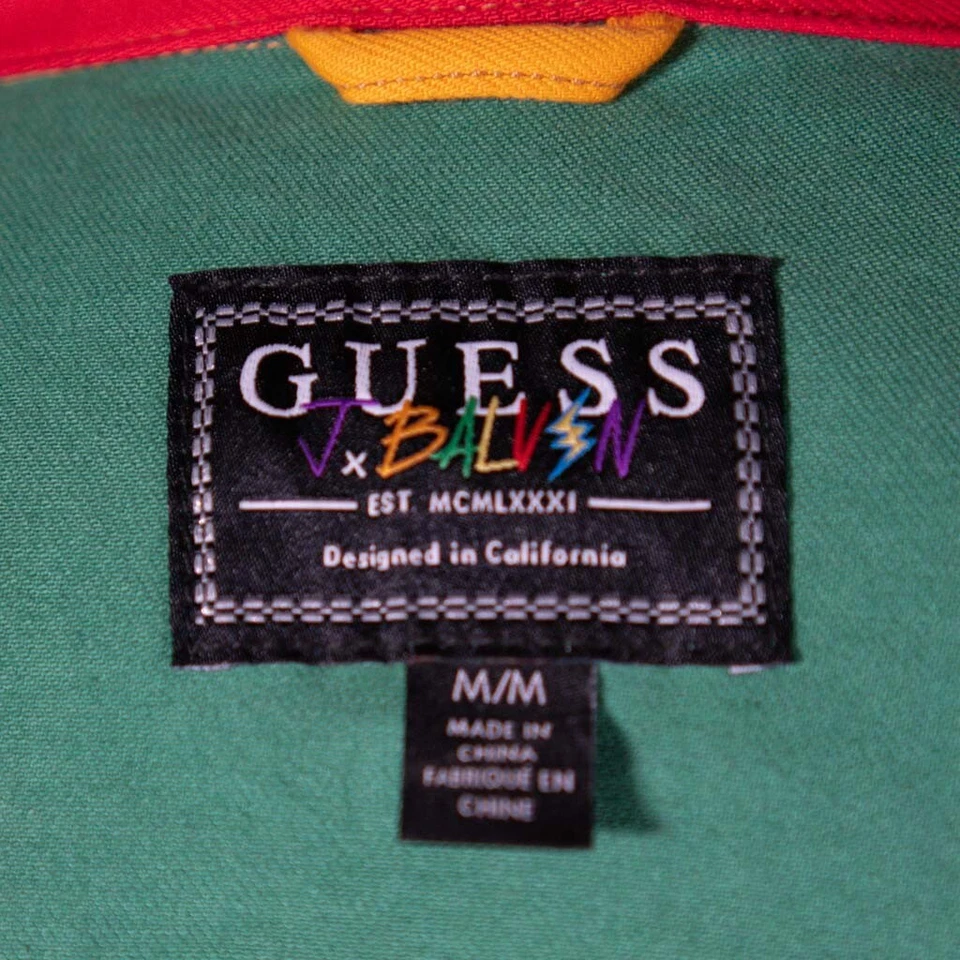 GUESS
J x BALVIN
EST. MCMLXXXI
Designed in California
M/M
MADE IN
CHINA
FABRIQUÉ EN
CHINE